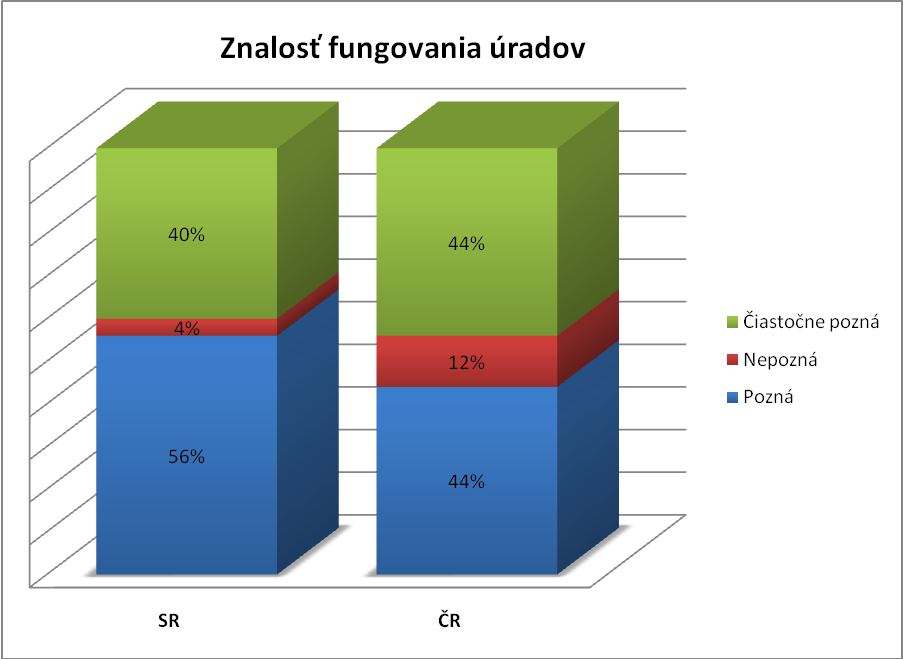 Znalosť fungovania úradov
40%
44%
4%
12%
56%
44%
Čiastočne pozná
Nepozná
Pozná
SR
ČR